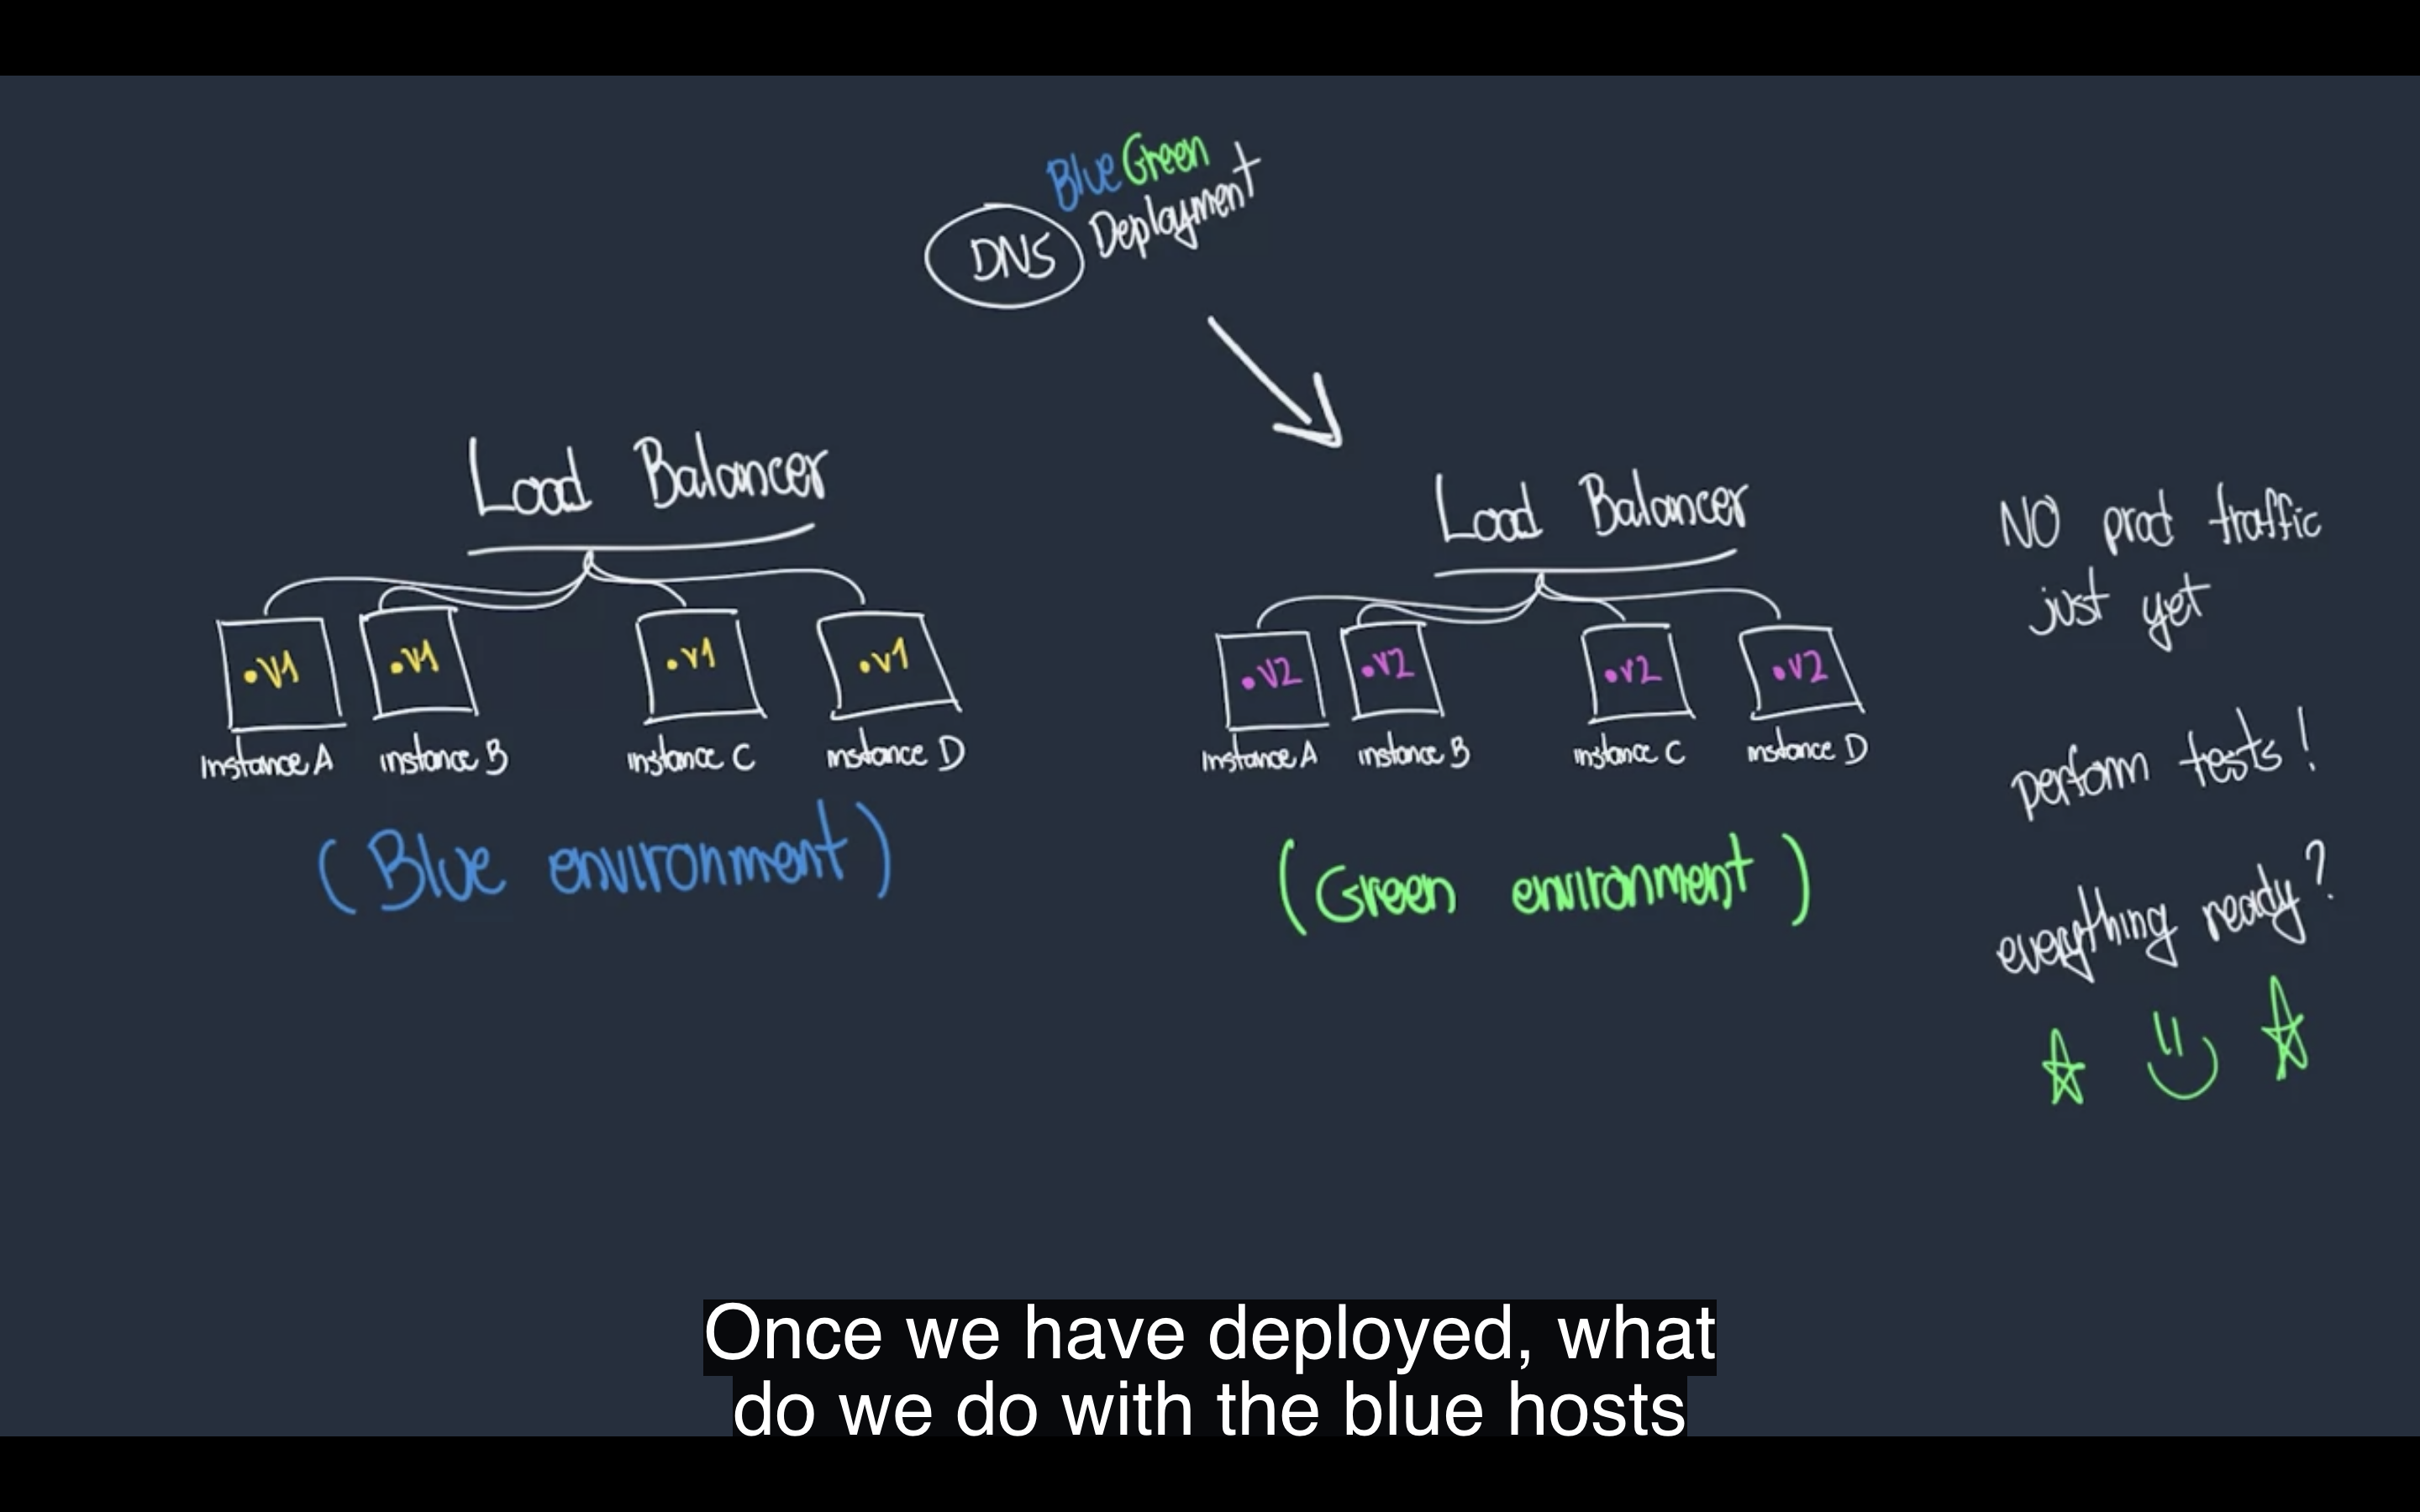 Blue Green
Deployment
DNS
Load Balancer
•V1 •V1 •V1 •V1
instance A instance B instance C instance D
(Blue environment)
Load Balancer
•V2 •V2 •V2 •V2
instance A instance B instance C instance D
(Green environment)
NO prod traffic
just yet
perform tests!
everything ready?
Once we have deployed, what
do we do with the blue hosts